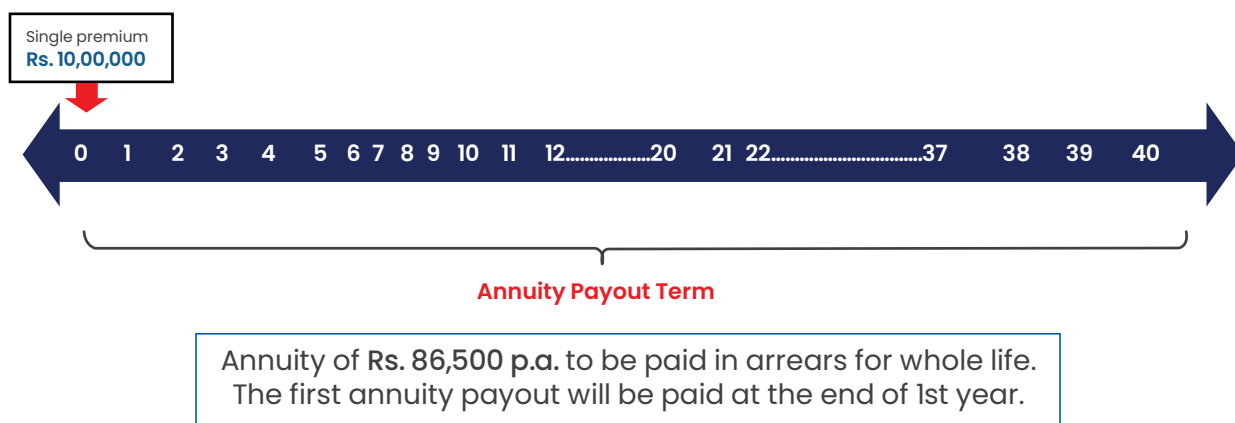 Single premium
Rs. 10,00,000
0 1 2 3 4 5 6 7 8 9 10 11 12...................20 21 22..................................37 38 39 40
Annuity Payout Term
Annuity of Rs. 86,500 p.a. to be paid in arrears for whole life.
The first annuity payout will be paid at the end of 1st year.